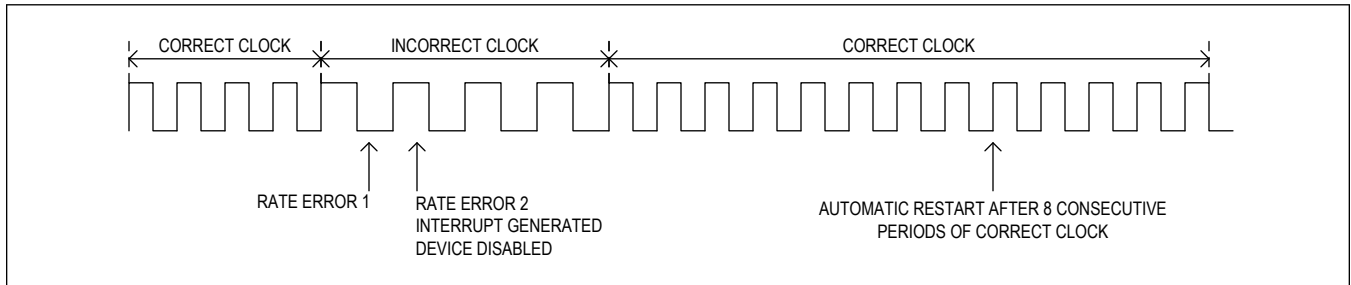 CORRECT CLOCK
INCORRECT CLOCK
CORRECT CLOCK
RATE ERROR 1
RATE ERROR 2
INTERRUPT GENERATED
DEVICE DISABLED
AUTOMATIC RESTART AFTER 8 CONSECUTIVE
PERIODS OF CORRECT CLOCK